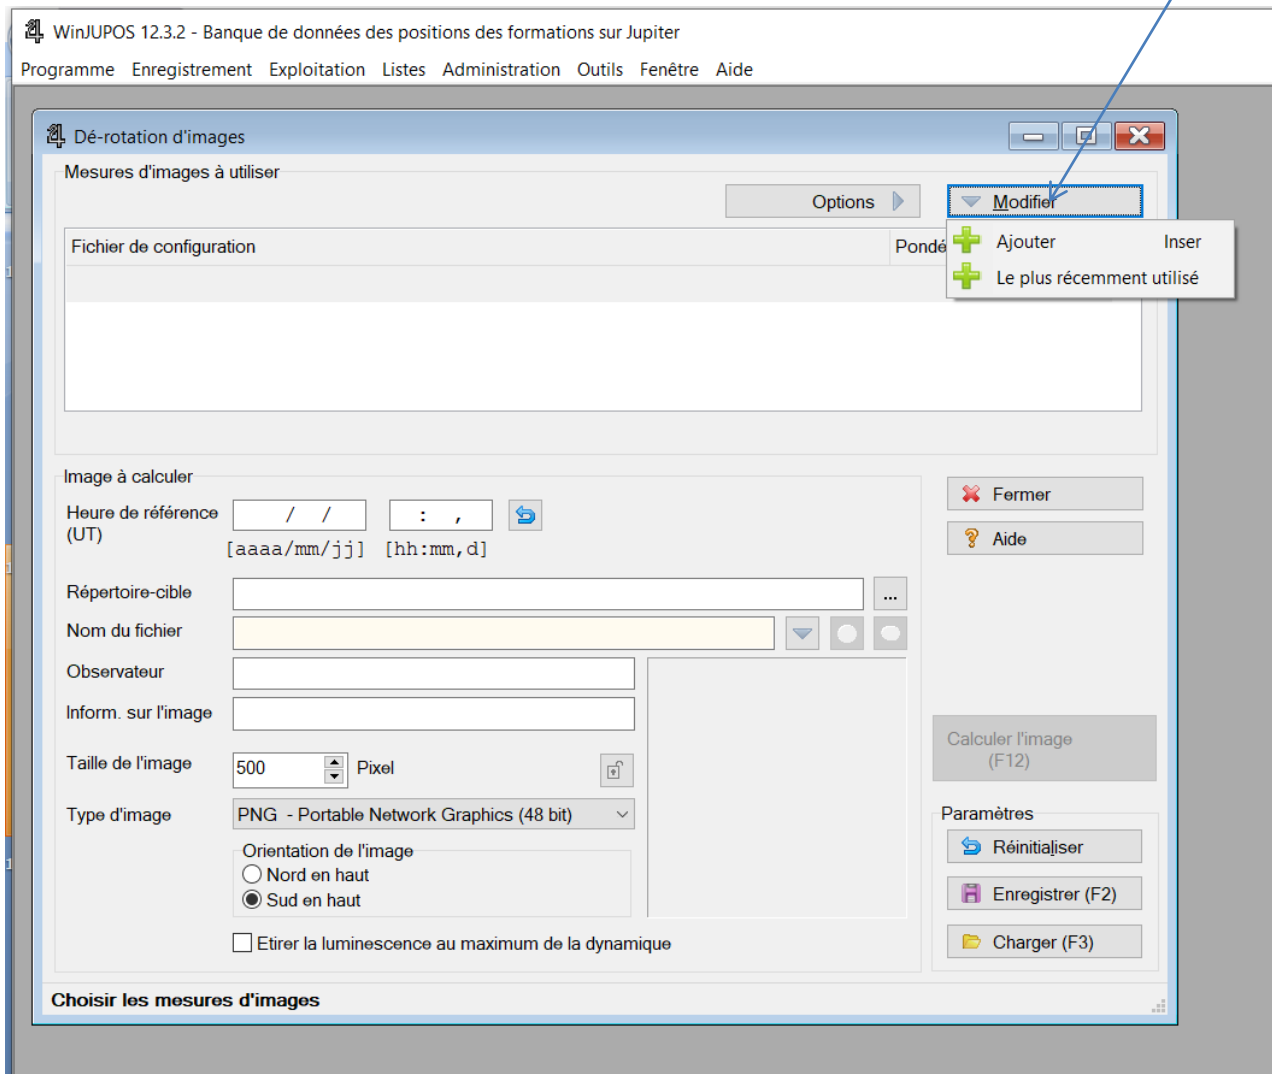 WinJUPOS 12.3.2 - Banque de données des positions des formations sur Jupiter
Programme Enregistrement Exploitation Listes Administration Outils Fenêtre Aide
Dé-rotation d'images
Mesures d'images à utiliser
Options Modifier
Fichier de configuration Pondé
Ajouter Inser
Le plus récemment utilisé
Image à calculer
Heure de référence / / : ,
(UT)
[aaaa/mm/jj] [hh:mm,d]
Fermer
Aide
Répertoire-cible ...
Nom du fichier
Observateur
Inform. sur l'image
Taille de l'image 500 Pixel
Type d'image PNG - Portable Network Graphics (48 bit)
Orientation de l'image
Nord en haut
Sud en haut
Etirer la luminescence au maximum de la dynamique
Calculer l'image
(F12)
Paramètres
Réinitialiser
Enregistrer (F2)
Charger (F3)
Choisir les mesures d'images